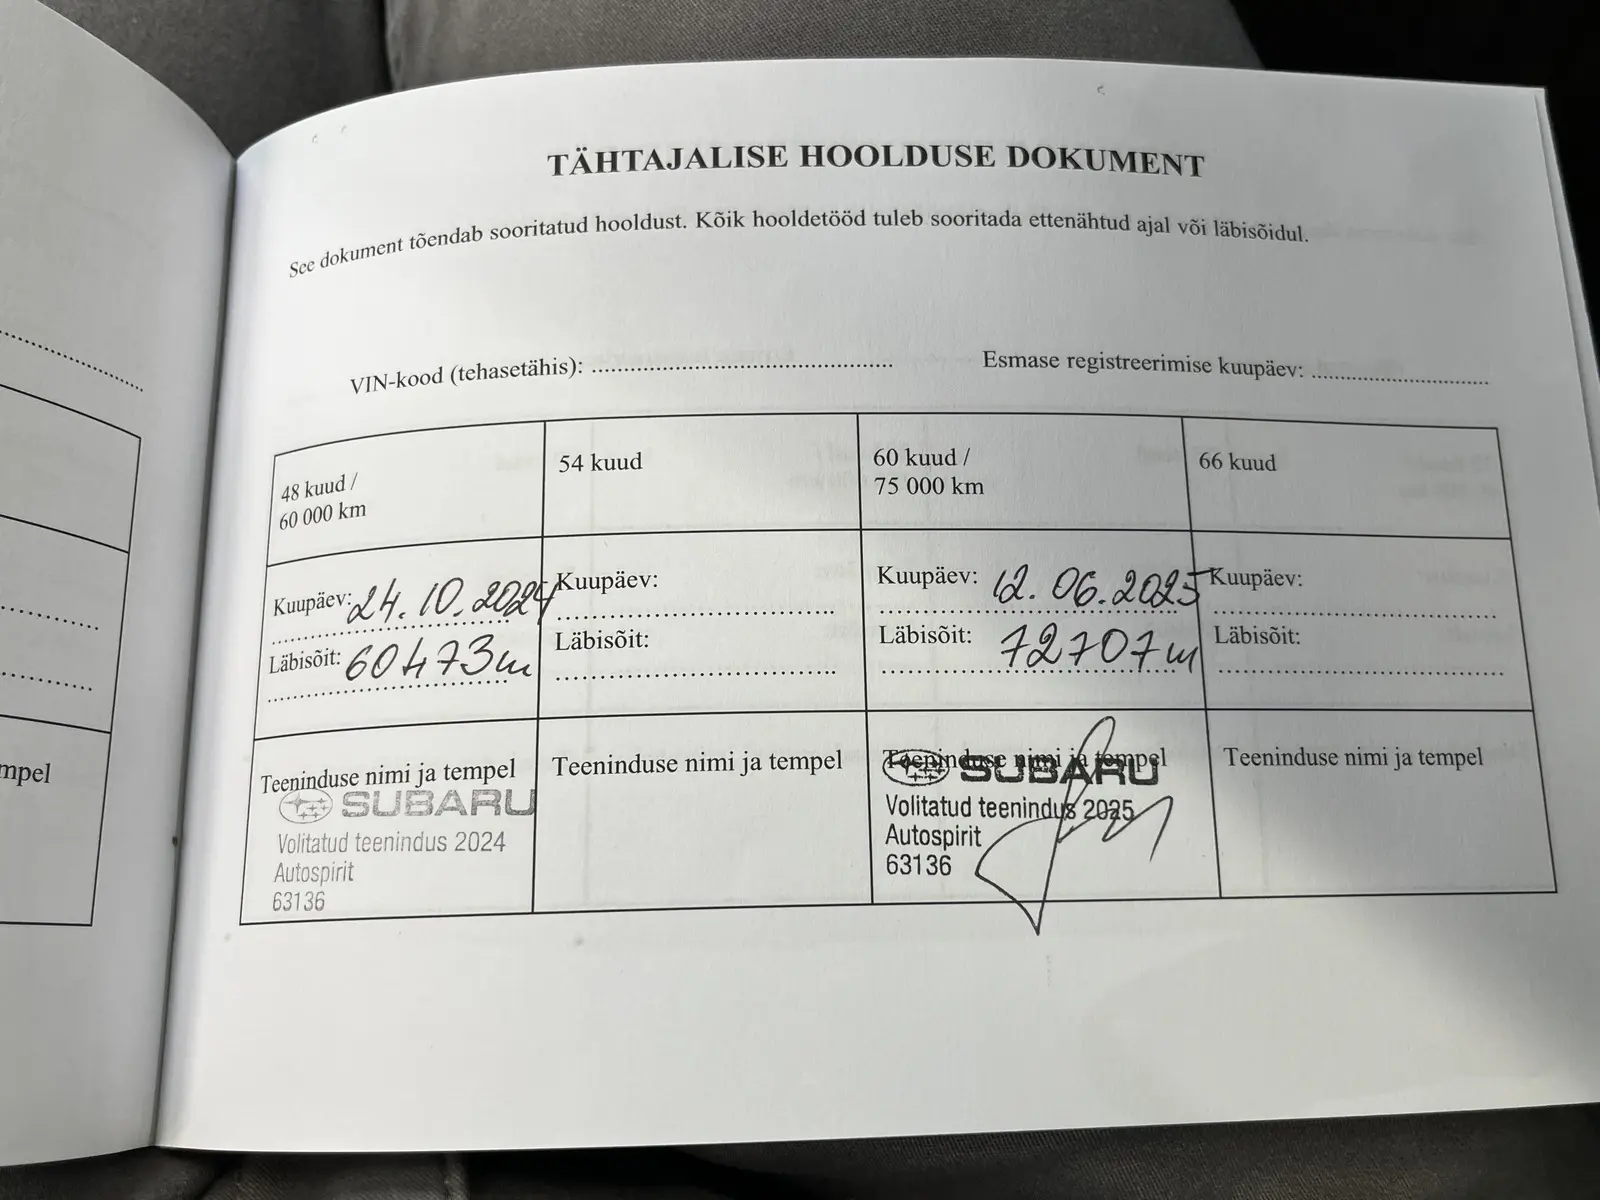 TÄHTAJALISE HOOLDUSE DOKUMENT
See dokument tõendab sooritatud hooldust. Kõik hooldetööd tuleb sooritada ettenähtud ajal või läbisõidul.
VIN-kood (tehasetähis): ..............................................
Esmase registreerimise kuupäev: ............................
48 kuud /
60 000 km
54 kuud
60 kuud /
75 000 km
66 kuud
Kuupäev: 24.10.2024
Läbisõit: 60473
Kuupäev:
Läbisõit:
Kuupäev: 12.06.2025
Läbisõit: 72707
Kuupäev:
Läbisõit:
Teeninduse nimi ja tempel
SUBARU
Volitatud teenindus 2024
Autospirit
63136
Teeninduse nimi ja tempel
Teeninduse nimi ja tempel
SUBARU
Volitatud teenindus 2025
Autospirit
63136
Teeninduse nimi ja tempel
mpel